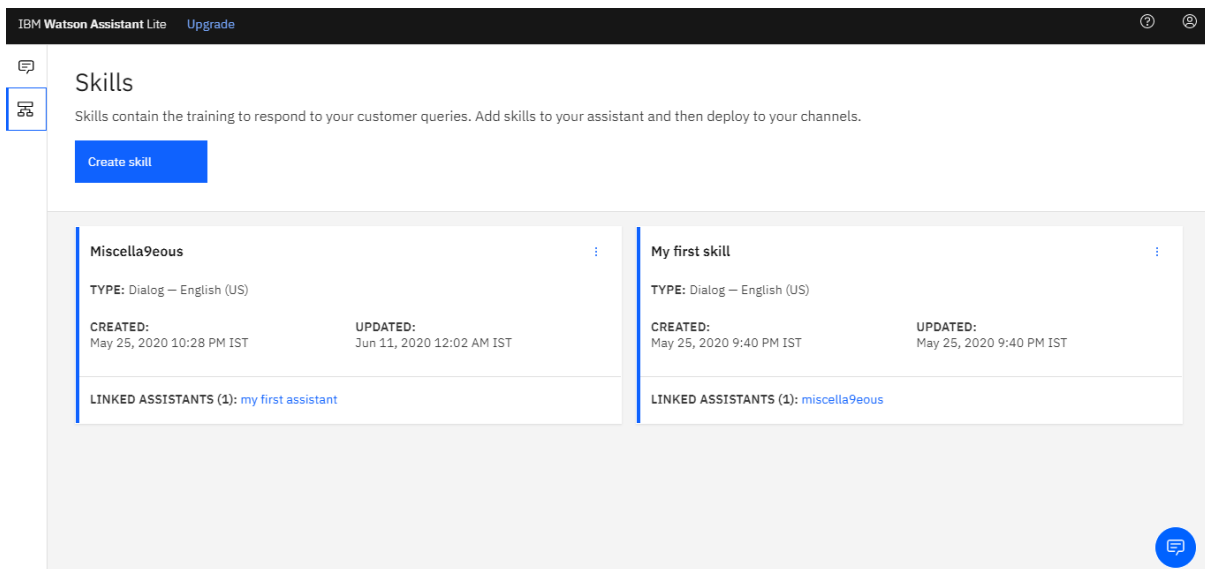 IBM Watson Assistant Lite Upgrade
Skills
Skills contain the training to respond to your customer queries. Add skills to your assistant and then deploy to your channels.
Create skill
Miscella9eous
TYPE: Dialog — English (US)
CREATED: UPDATED:
May 25, 2020 10:28 PM IST Jun 11, 2020 12:02 AM IST
LINKED ASSISTANTS (1): my first assistant
My first skill
TYPE: Dialog — English (US)
CREATED: UPDATED:
May 25, 2020 9:40 PM IST May 25, 2020 9:40 PM IST
LINKED ASSISTANTS (1): miscella9eous